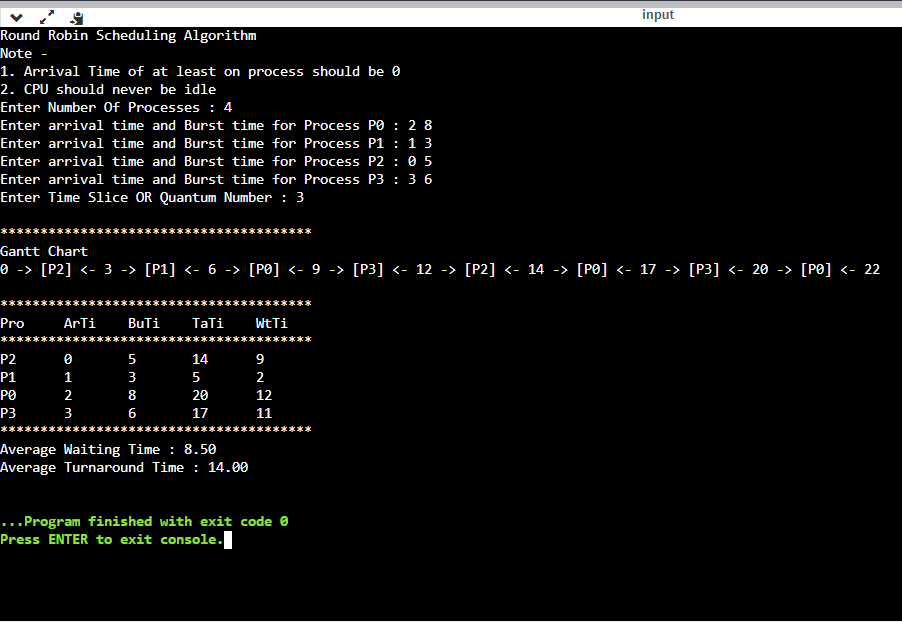 input
Round Robin Scheduling Algorithm
Note -
1. Arrival Time of at least on process should be 0
2. CPU should never be idle
Enter Number Of Processes : 4
Enter arrival time and Burst time for Process P0 : 2 8
Enter arrival time and Burst time for Process P1 : 1 3
Enter arrival time and Burst time for Process P2 : 0 5
Enter arrival time and Burst time for Process P3 : 3 6
Enter Time Slice OR Quantum Number : 3
***************************************
Gantt Chart
0 -> [P2] <- 3 -> [P1] <- 6 -> [P0] <- 9 -> [P3] <- 12 -> [P2] <- 14 -> [P0] <- 17 -> [P3] <- 20 -> [P0] <- 22
***************************************
Pro     ArTi    BuTi    TaTi    WtTi
***************************************
P2      0       5       14      9
P1      1       3       5       2
P0      2       8       20      12
P3      3       6       17      11
***************************************
Average Waiting Time : 8.50
Average Turnaround Time : 14.00
...Program finished with exit code 0
Press ENTER to exit console.